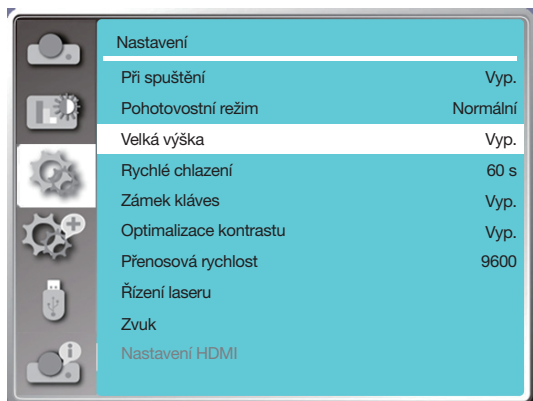 Nastavení
Při spuštění Vyp.
Pohotovostní režim Normální
Velká výška Vyp.
Rychlé chlazení 60 s
Zámek kláves Vyp.
Optimalizace kontrastu Vyp.
Přenosová rychlost 9600
Řízení laseru
Zvuk
Nastavení HDMI